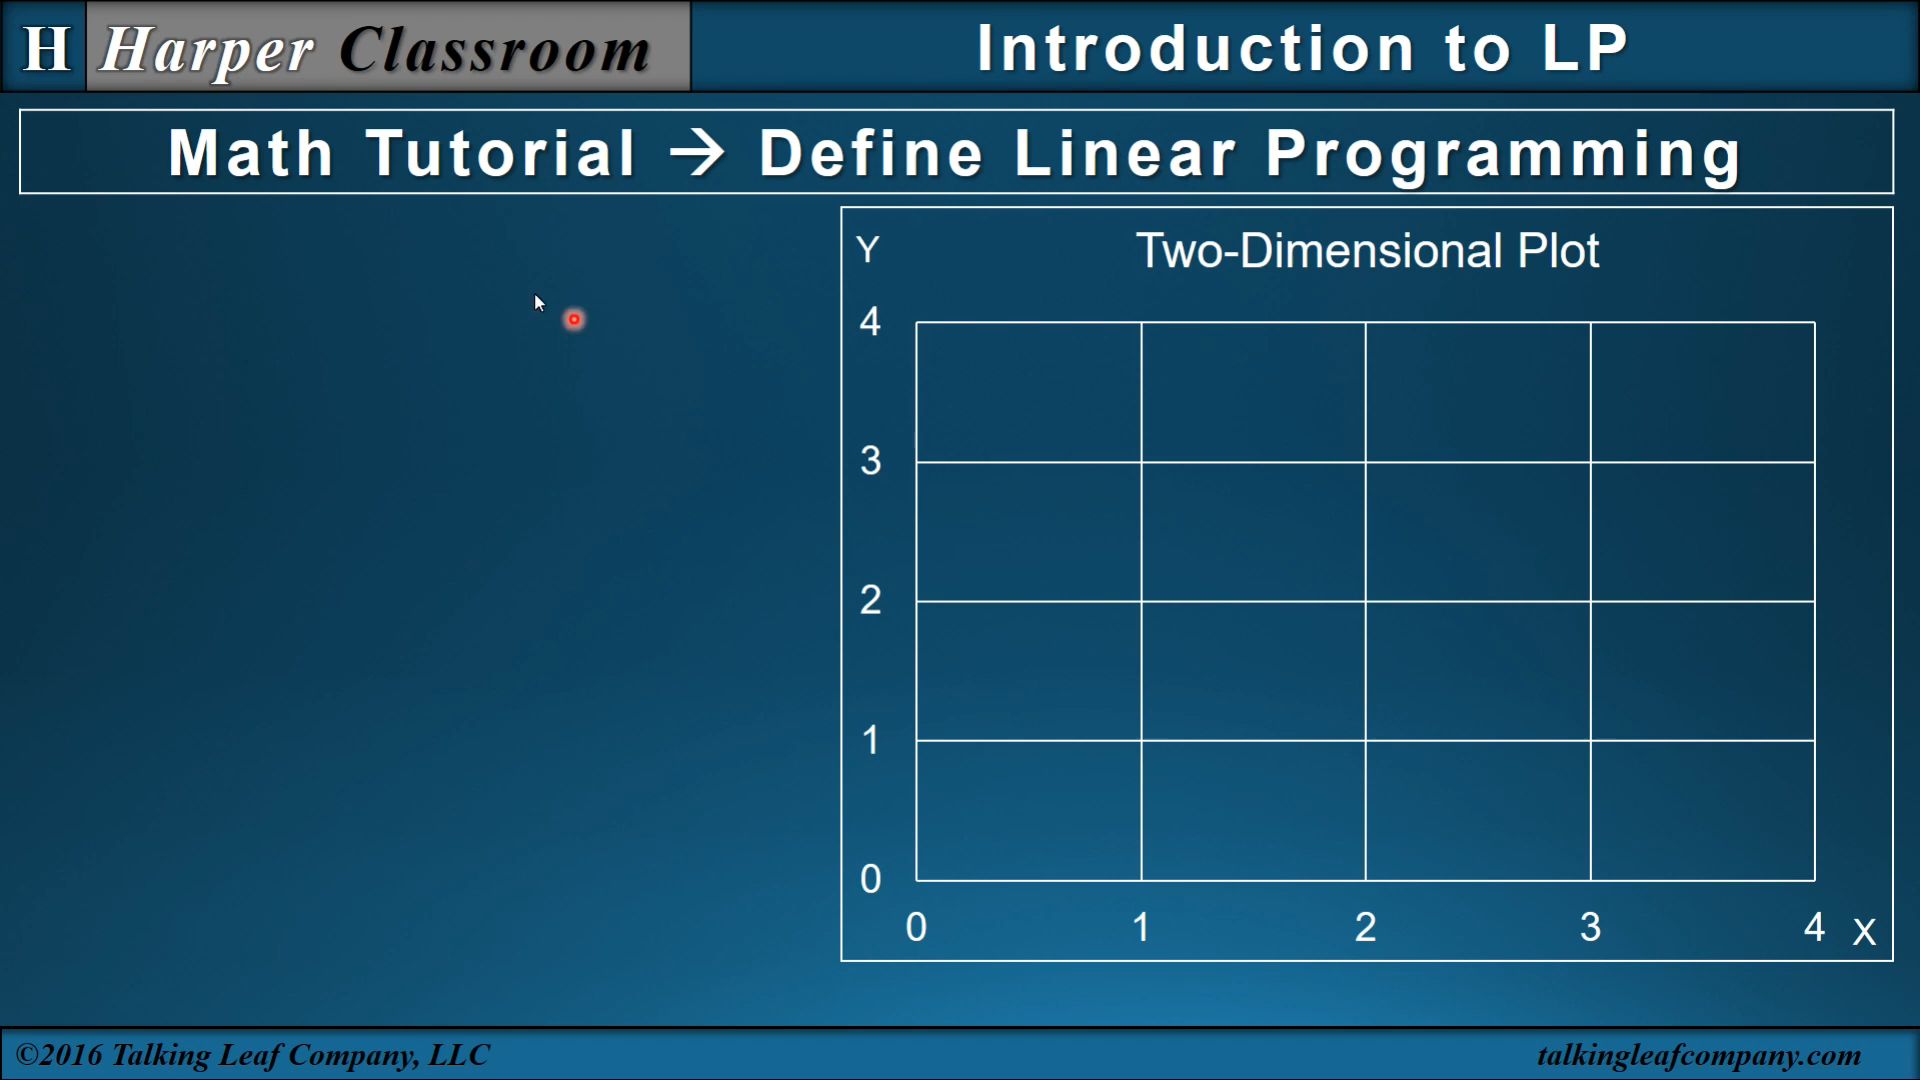 H Harper Classroom
Introduction to LP
Math Tutorial → Define Linear Programming
Two-Dimensional Plot
Y
4
3
2
1
0
0 1 2 3 4 X
©2016 Talking Leaf Company, LLC
talkingleafcompany.com